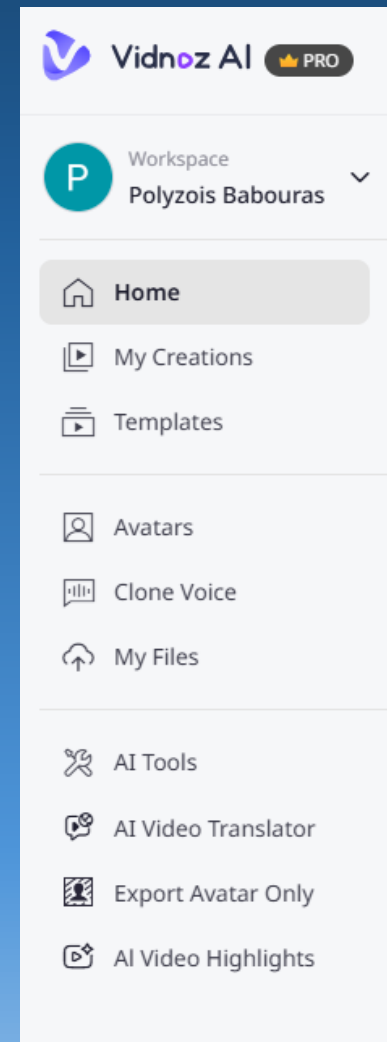 Vidnoz AI PRO
P
Workspace
Polyzois Babouras
Home
My Creations
Templates
Avatars
Clone Voice
My Files
AI Tools
AI Video Translator
Export Avatar Only
AI Video Highlights